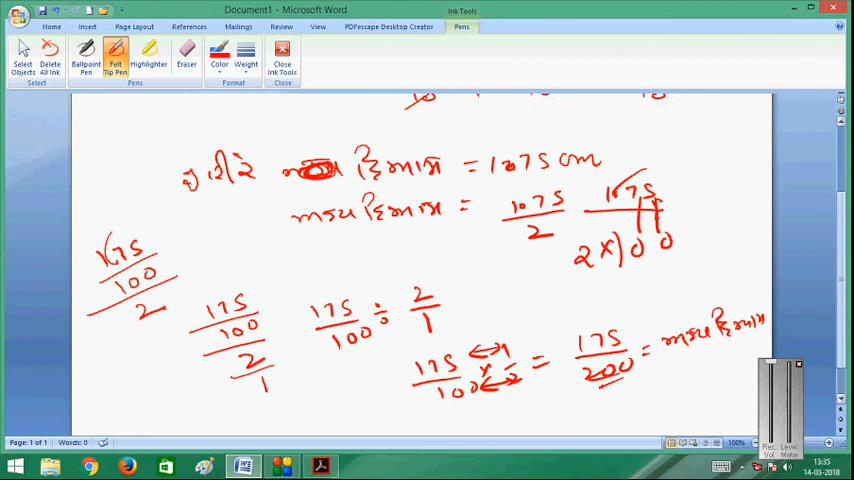 Document1 - Microsoft Word
Ink Tools
Home Insert Page Layout References Mailings Review View PDFescape Desktop Creator Pens
Select Objects Delete All Ink Ballpoint Pen Felt Tip Pen Highlighter Eraser Color Weight Close Ink Tools
Select Pens Format Close
= 1.75 cm
= 1.75 / 2 1.75 / 2 × 100
175 / 100 / 2
175 / 100 / 2 / 1
175 / 100 ÷ 2 / 1
175 / 100 × 1 / 2 = 175 / 200 =
Rec. Vol Level Meter
Page: 1 of 1 Words: 0 100%
13:35
14-03-2018